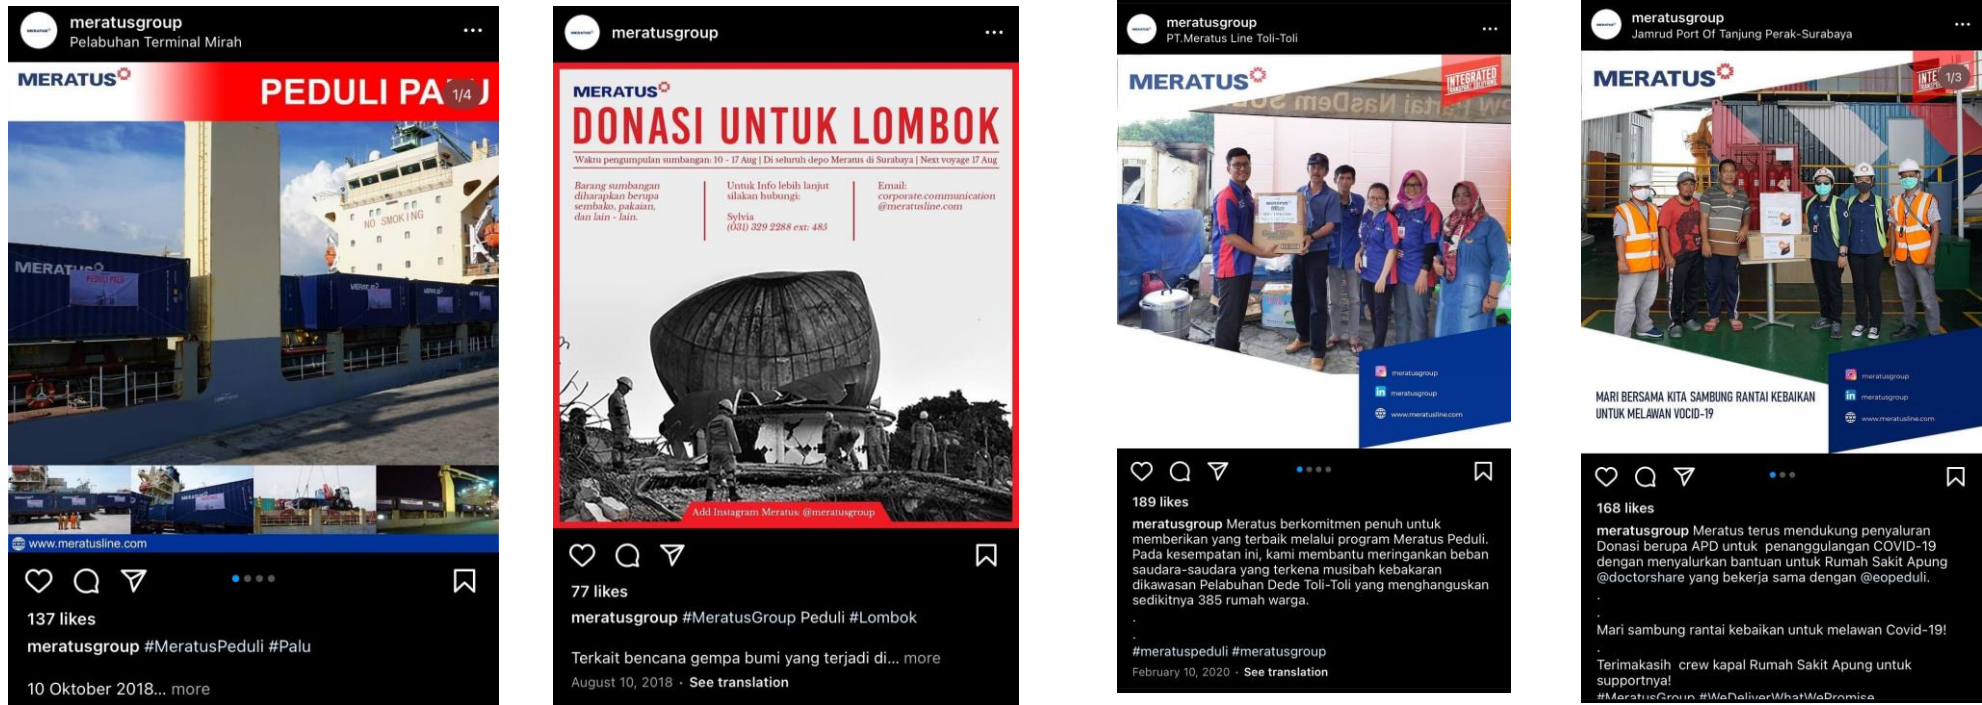 meratusgroup
Pelabuhan Terminal Mirah
MERATUS
PEDULI PA
1/4
NO SMOKING
MERATUS
PEDULI PALU
www.meratusline.com
137 likes
meratusgroup #MeratusPeduli #Palu
10 Oktober 2018... more
meratusgroup
MERATUS
DONASI UNTUK LOMBOK
Waktu pengumpulan sumbangan: 10 - 17 Aug | Di seluruh depo Meratus di Surabaya | Next voyage 17 Aug
Barang sumbangan
diharapkan berupa
sembako, pakaian,
dan lain - lain.
Untuk Info lebih lanjut
silakan hubungi:
Sylvia
(031) 329 2288 ext: 483
Email:
corporate.communication
@meratusline.com
Add Instagram Meratus: @meratusgroup
77 likes
meratusgroup #MeratusGroup Peduli #Lombok
Terkait bencana gempa bumi yang terjadi di... more
August 10, 2018 · See translation
meratusgroup
PT.Meratus Line Toli-Toli
MERATUS
INTEGRATED
TRANSPORT SOLUTIONS
Partai NasDem
MERATUS
meratusgroup
meratusgroup
www.meratusline.com
189 likes
meratusgroup Meratus berkomitmen penuh untuk
memberikan yang terbaik melalui program Meratus Peduli.
Pada kesempatan ini, kami membantu meringankan beban
saudara-saudara yang terkena musibah kebakaran
dikawasan Pelabuhan Dede Toli-Toli yang menghanguskan
sedikitnya 385 rumah warga.
.
.
#meratuspeduli #meratusgroup
February 10, 2020 · See translation
meratusgroup
Jamrud Port Of Tanjung Perak-Surabaya
MERATUS
INTE
1/3
MARI BERSAMA KITA SAMBUNG RANTAI KEBAIKAN
UNTUK MELAWAN VOCID-19
meratusgroup
meratusgroup
www.meratusline.com
168 likes
meratusgroup Meratus terus mendukung penyaluran
Donasi berupa APD untuk penanggulangan COVID-19
dengan menyalurkan bantuan untuk Rumah Sakit Apung
@doctorshare yang bekerja sama dengan @eopeduli.
.
.
Mari sambung rantai kebaikan untuk melawan Covid-19!
.
Terimakasih crew kapal Rumah Sakit Apung untuk
supportnya!
#MeratusGroup #WeDeliverWhatWePromise